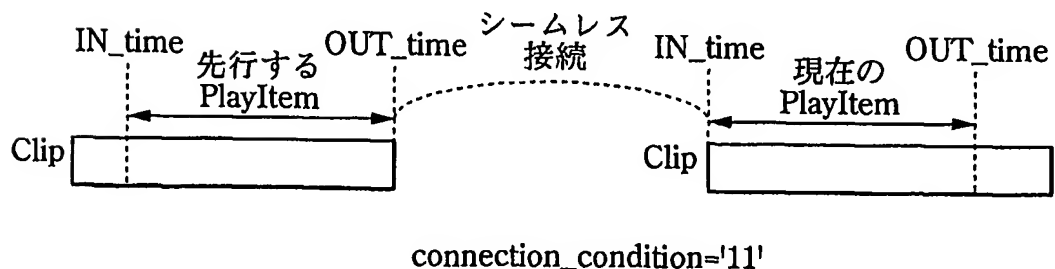 IN_time
先行する
PlayItem
OUT_time
シームレス
接続
IN_time
現在の
PlayItem
OUT_time
Clip
Clip
connection_condition='11'